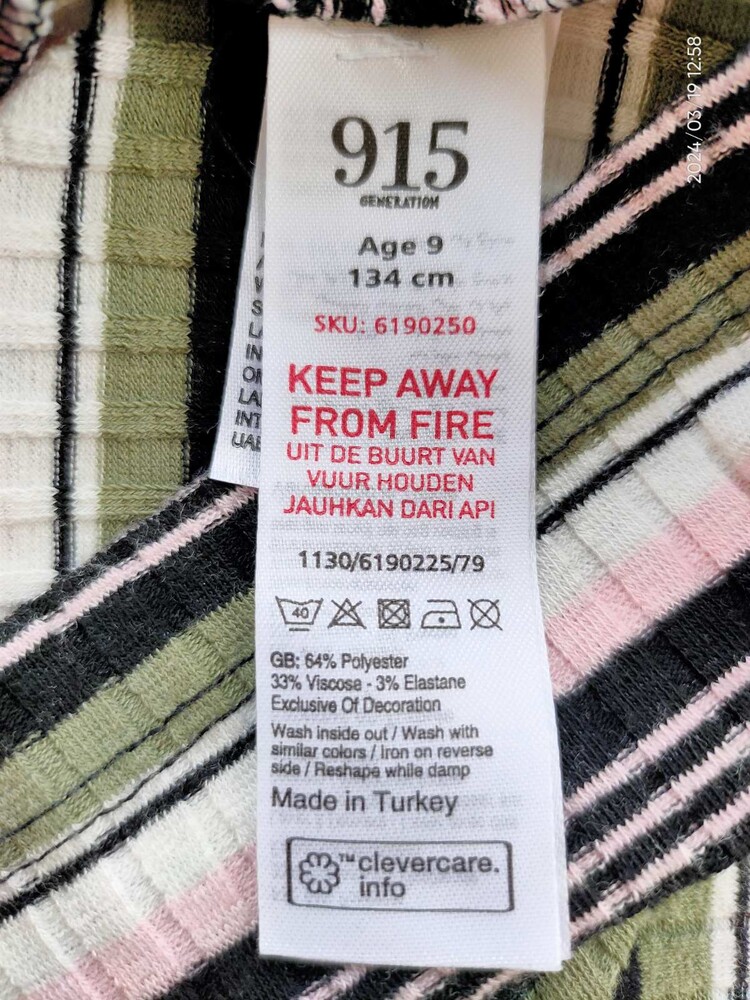 915
GENERATION
Age 9
134 cm
SKU: 6190250
KEEP AWAY
FROM FIRE
UIT DE BUURT VAN
VUUR HOUDEN
JAUHKAN DARI API
1130/6190225/79
40
GB: 64% Polyester
33% Viscose - 3% Elastane
Exclusive Of Decoration
Wash inside out / Wash with
similar colors / Iron on reverse
side / Reshape while damp
Made in Turkey
™clevercare.
info
UAE
2024/03/19 12:58